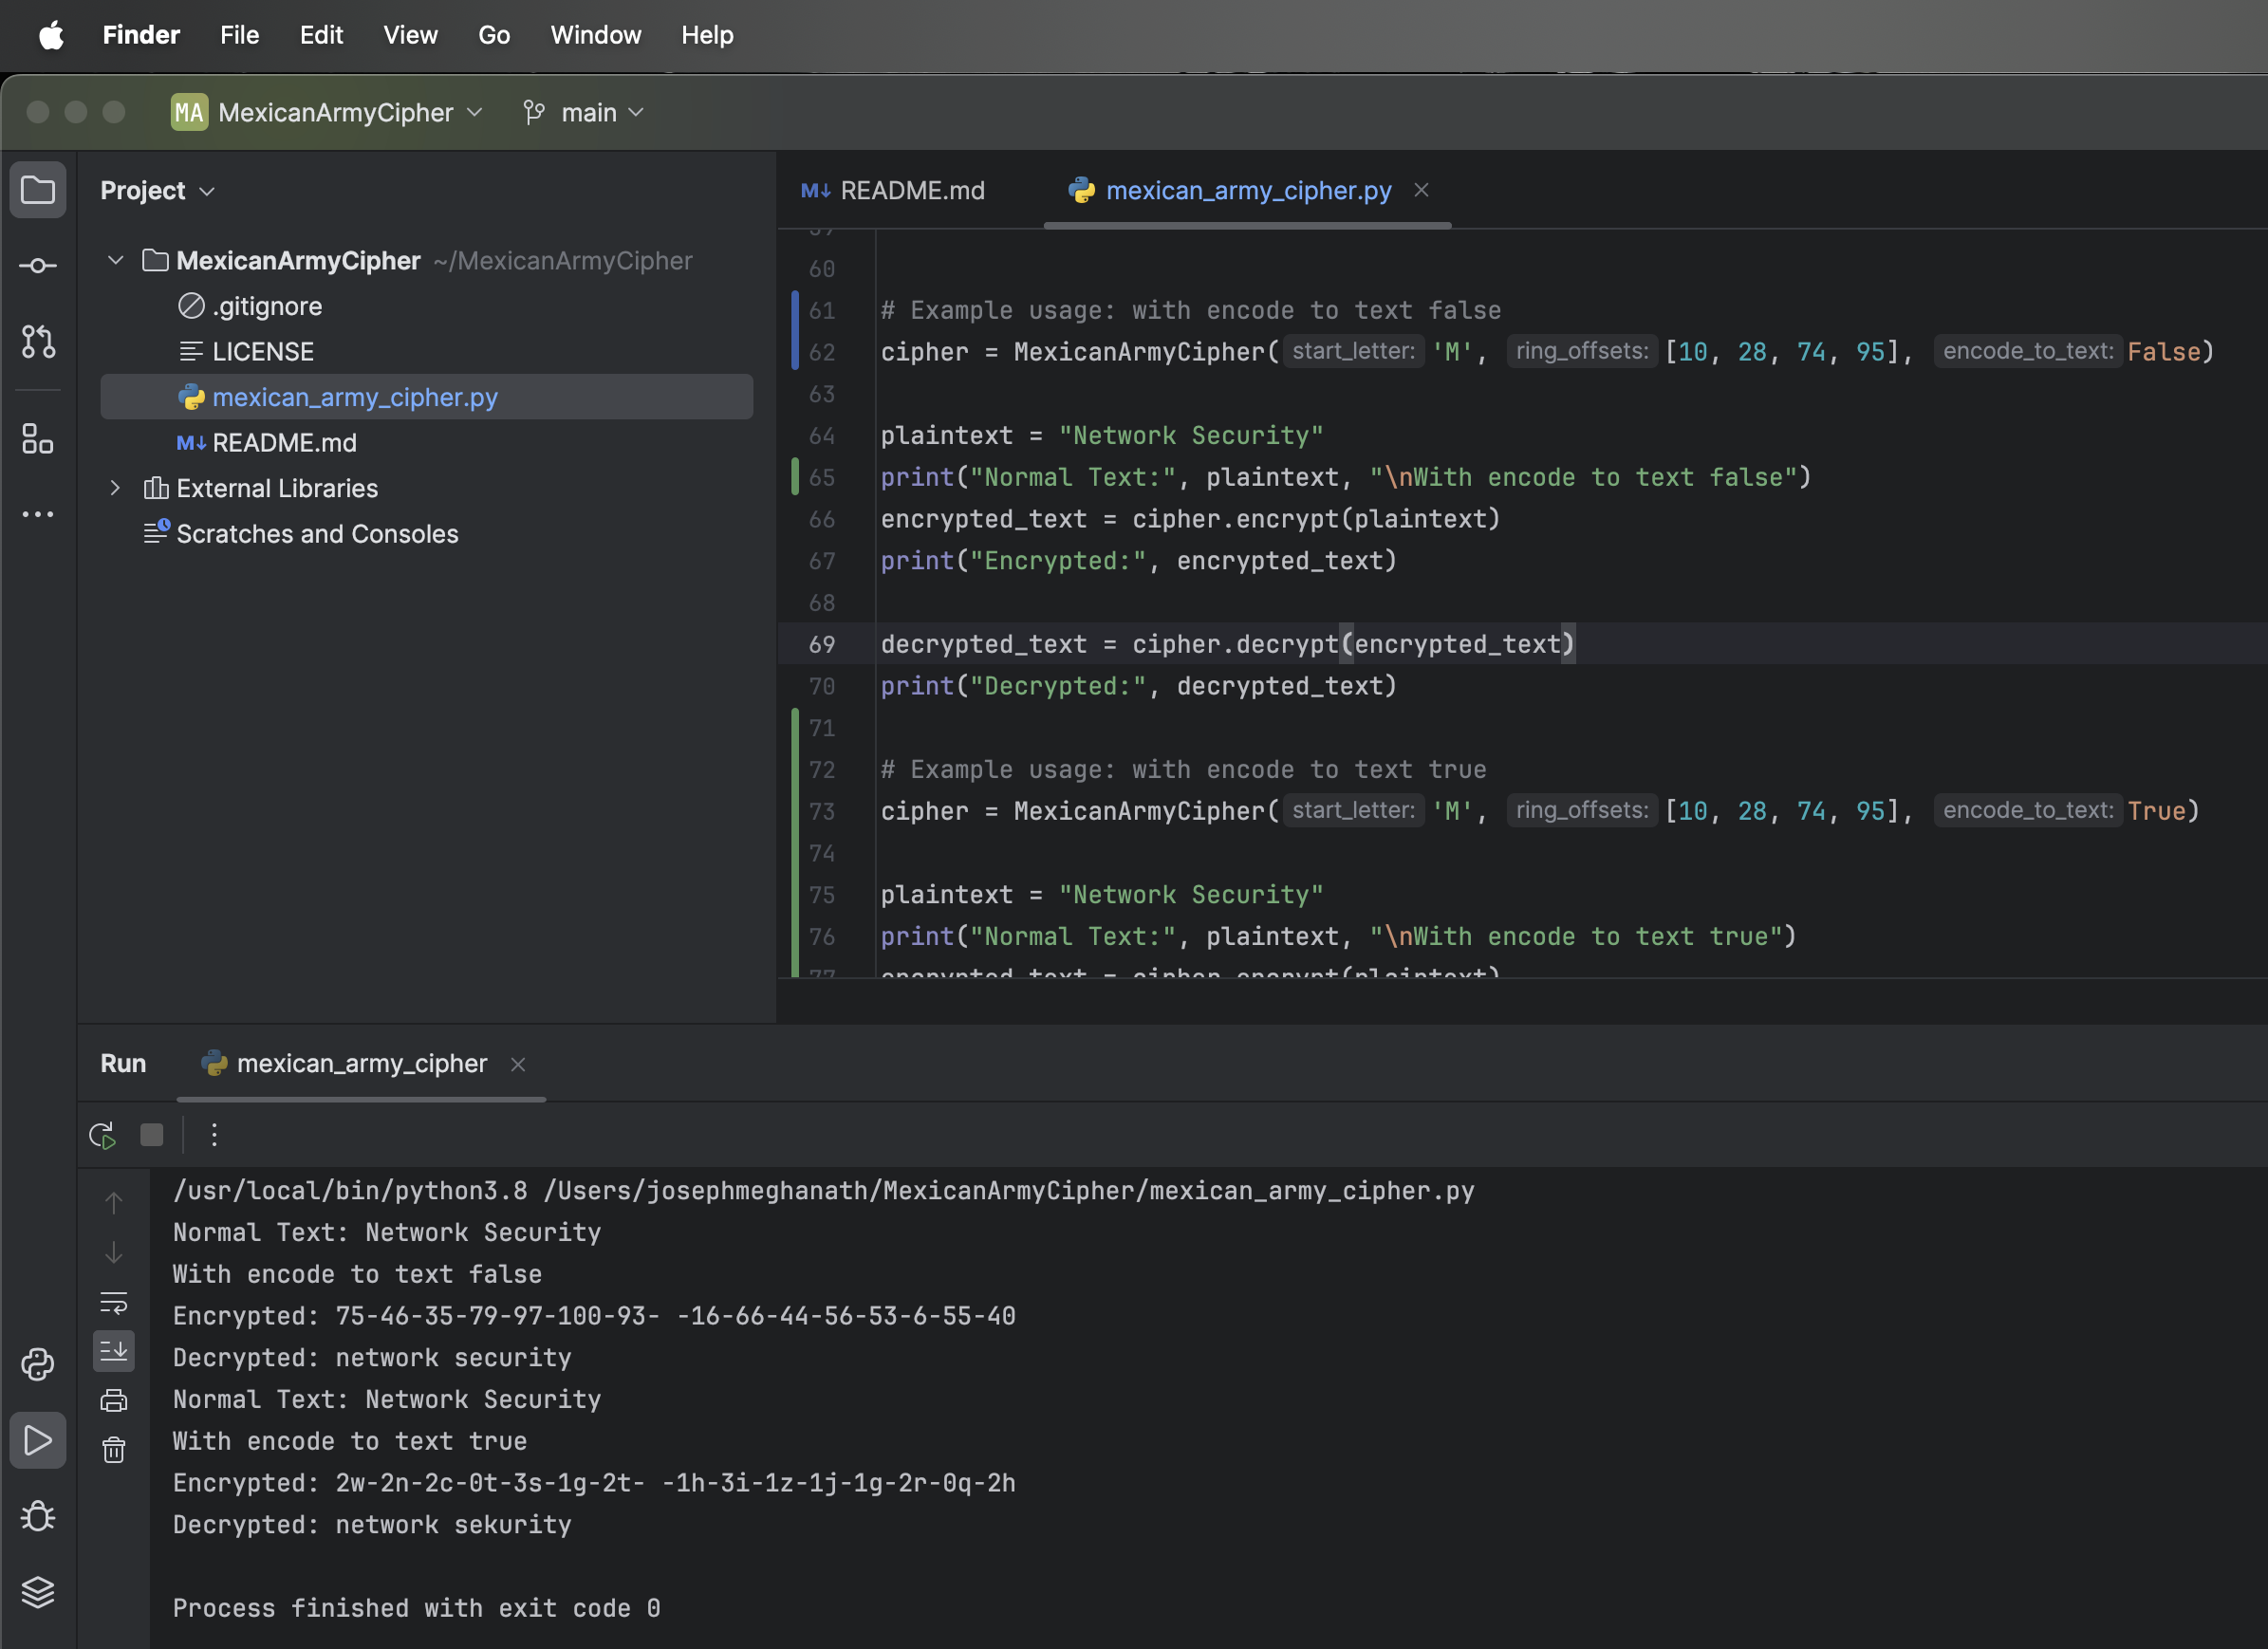 Finder File Edit View Go Window Help
MA MexicanArmyCipher main
Project
MexicanArmyCipher ~/MexicanArmyCipher
.gitignore
LICENSE
mexican_army_cipher.py
M↓ README.md
External Libraries
Scratches and Consoles
M↓ README.md mexican_army_cipher.py
59
60
61 # Example usage: with encode to text false
62 cipher = MexicanArmyCipher( start_letter: 'M', ring_offsets: [10, 28, 74, 95], encode_to_text: False)
63
64 plaintext = "Network Security"
65 print("Normal Text:", plaintext, "\nWith encode to text false")
66 encrypted_text = cipher.encrypt(plaintext)
67 print("Encrypted:", encrypted_text)
68
69 decrypted_text = cipher.decrypt(encrypted_text)
70 print("Decrypted:", decrypted_text)
71
72 # Example usage: with encode to text true
73 cipher = MexicanArmyCipher( start_letter: 'M', ring_offsets: [10, 28, 74, 95], encode_to_text: True)
74
75 plaintext = "Network Security"
76 print("Normal Text:", plaintext, "\nWith encode to text true")
77 encrypted_text = cipher.encrypt(plaintext)
Run mexican_army_cipher
/usr/local/bin/python3.8 /Users/josephmeghanath/MexicanArmyCipher/mexican_army_cipher.py
Normal Text: Network Security
With encode to text false
Encrypted: 75-46-35-79-97-100-93- -16-66-44-56-53-6-55-40
Decrypted: network security
Normal Text: Network Security
With encode to text true
Encrypted: 2w-2n-2c-0t-3s-1g-2t- -1h-3i-1z-1j-1g-2r-0q-2h
Decrypted: network sekurity
Process finished with exit code 0